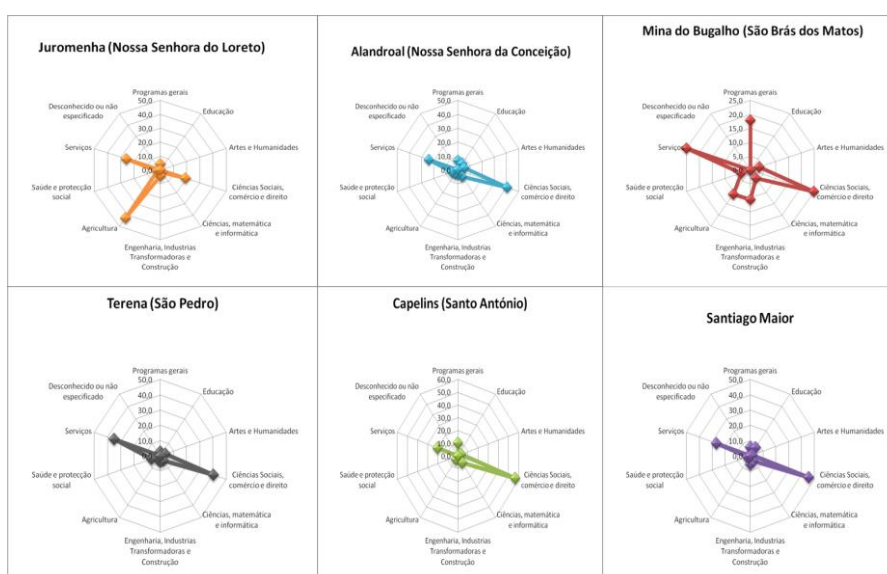 Juromenha (Nossa Senhora do Loreto)
Programas gerais
50,0
40,0
30,0
20,0
10,0
0,0
Educação
Artes e Humanidades
Ciências Sociais,
comércio e direito
Ciências, matemática
e informática
Engenharia, Industrias
Transformadoras e
Construção
Agricultura
Saúde e protecção
social
Serviços
Desconhecido ou não
especificado
Alandroal (Nossa Senhora da Conceição)
Programas gerais
50,0
40,0
30,0
20,0
10,0
0,0
Educação
Artes e Humanidades
Ciências Sociais,
comércio e direito
Ciências, matemática
e informática
Engenharia, Industrias
Transformadoras e
Construção
Agricultura
Saúde e protecção
social
Serviços
Desconhecido ou não
especificado
Mina do Bugalho (São Brás dos Matos)
Programas gerais
25,0
20,0
15,0
10,0
5,0
0,0
Educação
Artes e Humanidades
Ciências Sociais,
comércio e direito
Ciências, matemática
e informática
Engenharia, Industrias
Transformadoras e
Construção
Agricultura
Saúde e protecção
social
Serviços
Desconhecido ou não
especificado
Terena (São Pedro)
Programas gerais
50,0
40,0
30,0
20,0
10,0
0,0
Educação
Artes e Humanidades
Ciências Sociais,
comércio e direito
Ciências, matemática
e informática
Engenharia, Industrias
Transformadoras e
Construção
Agricultura
Saúde e protecção
social
Serviços
Desconhecido ou não
especificado
Capelins (Santo António)
Programas gerais
60,0
50,0
40,0
30,0
20,0
10,0
0,0
Educação
Artes e Humanidades
Ciências Sociais,
comércio e direito
Ciências, matemática
e informática
Engenharia, Industrias
Transformadoras e
Construção
Agricultura
Saúde e protecção
social
Serviços
Desconhecido ou não
especificado
Santiago Maior
Programas gerais
50,0
40,0
30,0
20,0
10,0
0,0
Educação
Artes e Humanidades
Ciências Sociais,
comércio e direito
Ciências, matemática
e informática
Engenharia, Industrias
Transformadoras e
Construção
Agricultura
Saúde e protecção
social
Serviços
Desconhecido ou não
especificado